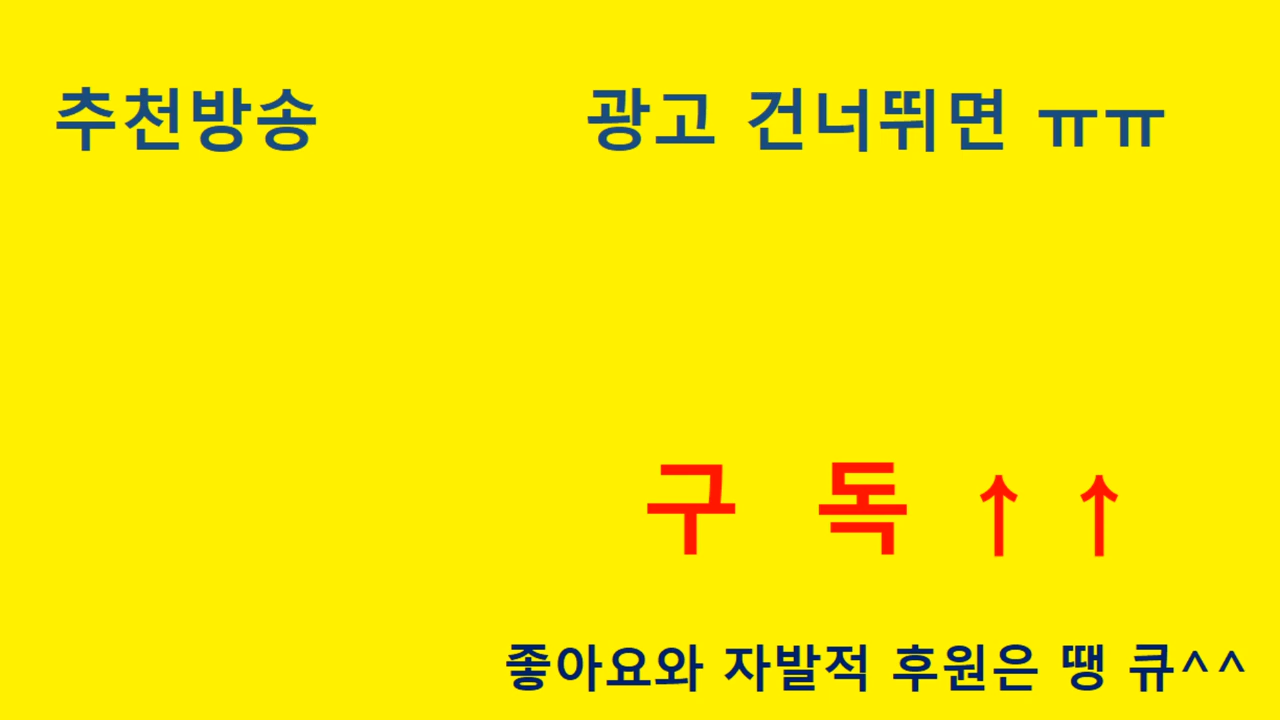 추천방송
광고 건너뛰면 ㅠㅠ
구 독 ↑ ↑
좋아요와 자발적 후원은 땡 큐^^